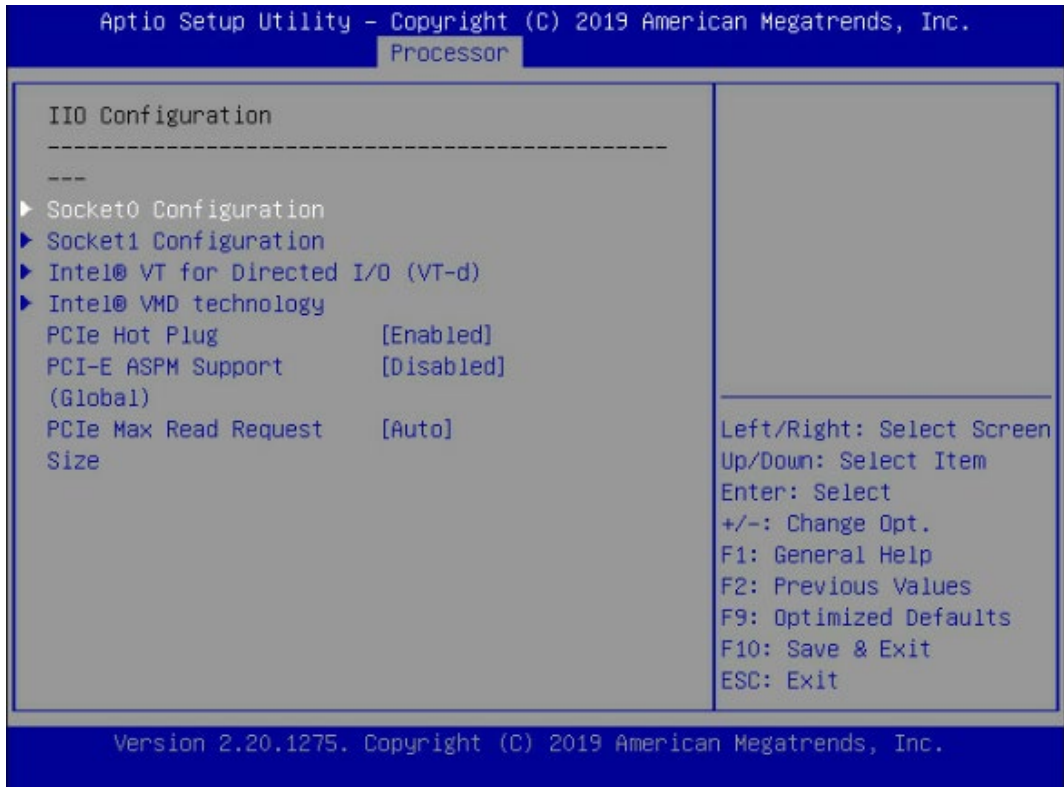 Aptio Setup Utility – Copyright (C) 2019 American Megatrends, Inc.
Processor
IIO Configuration
-----------------------------------------------
---
Socket0 Configuration
Socket1 Configuration
Intel® VT for Directed I/O (VT-d)
Intel® VMD technology
PCIe Hot Plug [Enabled]
PCI-E ASPM Support [Disabled]
(Global)
PCIe Max Read Request [Auto]
Size
Left/Right: Select Screen
Up/Down: Select Item
Enter: Select
+/-: Change Opt.
F1: General Help
F2: Previous Values
F9: Optimized Defaults
F10: Save & Exit
ESC: Exit
Version 2.20.1275. Copyright (C) 2019 American Megatrends, Inc.